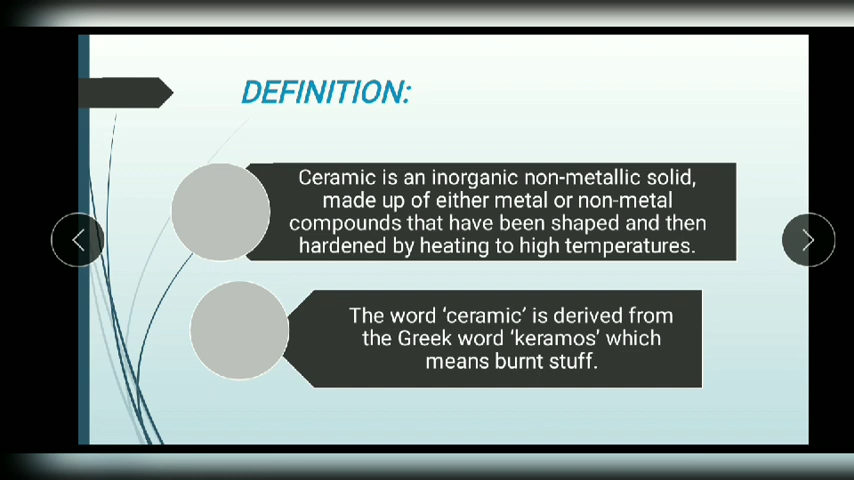 DEFINITION:
Ceramic is an inorganic non-metallic solid,
made up of either metal or non-metal
compounds that have been shaped and then
hardened by heating to high temperatures.
The word ‘ceramic’ is derived from
the Greek word ‘keramos’ which
means burnt stuff.